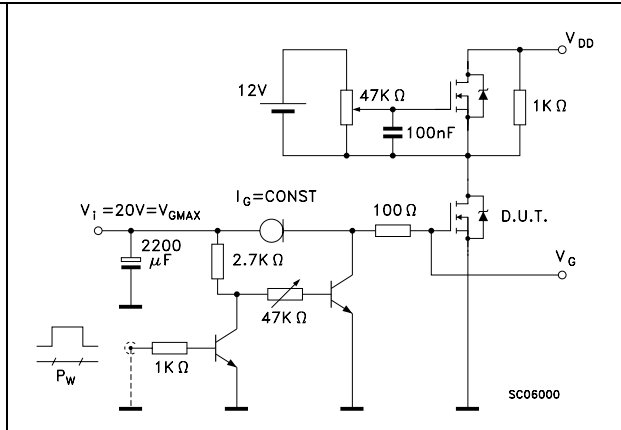 V DD
12V
47K Ω
1K Ω
100nF
I G =CONST
V i =20V=V GMAX
100 Ω
D.U.T.
2200
μF
2.7K Ω
V G
47K Ω
1K Ω
P W
SC06000